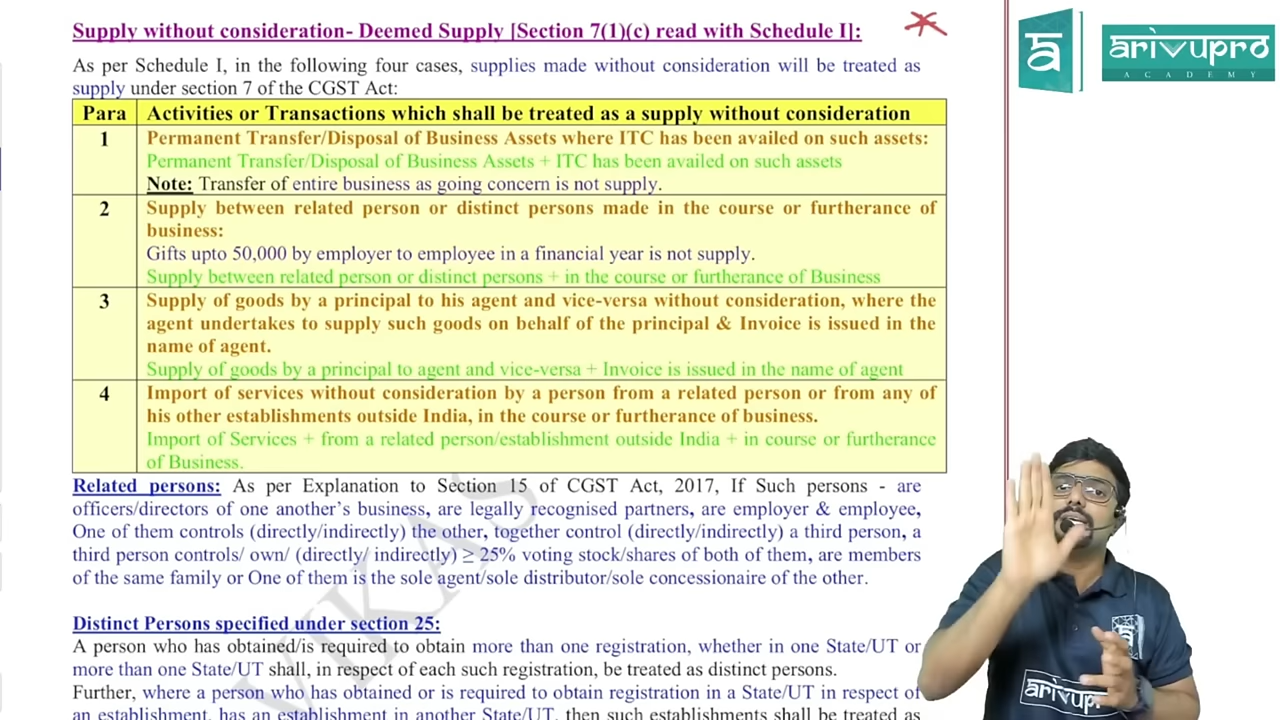 Supply without consideration- Deemed Supply [Section 7(1)(c) read with Schedule I]:
As per Schedule I, in the following four cases, supplies made without consideration will be treated as
supply under section 7 of the CGST Act:
Para Activities or Transactions which shall be treated as a supply without consideration
1 Permanent Transfer/Disposal of Business Assets where ITC has been availed on such assets:
Permanent Transfer/Disposal of Business Assets + ITC has been availed on such assets
Note: Transfer of entire business as going concern is not supply.
2 Supply between related person or distinct persons made in the course or furtherance of
business:
Gifts upto 50,000 by employer to employee in a financial year is not supply.
Supply between related person or distinct persons + in the course or furtherance of Business
3 Supply of goods by a principal to his agent and vice-versa without consideration, where the
agent undertakes to supply such goods on behalf of the principal & Invoice is issued in the
name of agent.
Supply of goods by a principal to agent and vice-versa + Invoice is issued in the name of agent
4 Import of services without consideration by a person from a related person or from any of
his other establishments outside India, in the course or furtherance of business.
Import of Services + from a related person/establishment outside India + in course or furtherance
of Business.
Related persons: As per Explanation to Section 15 of CGST Act, 2017, If Such persons - are
officers/directors of one another's business, are legally recognised partners, are employer & employee,
One of them controls (directly/indirectly) the other, together control (directly/indirectly) a third person, a
third person controls/ own/ (directly/ indirectly) ≥ 25% voting stock/shares of both of them, are members
of the same family or One of them is the sole agent/sole distributor/sole concessionaire of the other.
Distinct Persons specified under section 25:
A person who has obtained/is required to obtain more than one registration, whether in one State/UT or
more than one State/UT shall, in respect of each such registration, be treated as distinct persons.
Further, where a person who has obtained or is required to obtain registration in a State/UT in respect of
an establishment, has an establishment in another State/UT, then such establishments shall be treated as
VIKAS
arivupro
ACADEMY
arivupro